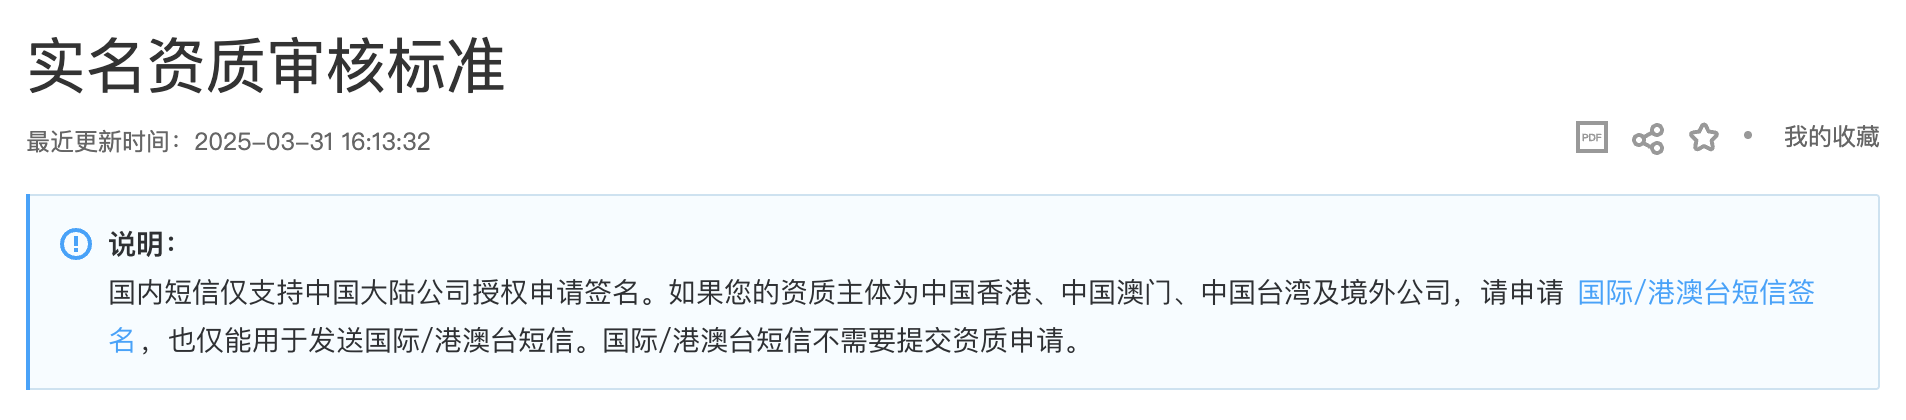 实名资质审核标准
最近更新时间：2025-03-31 16:13:32
PDF
我的收藏
说明：
国内短信仅支持中国大陆公司授权申请签名。如果您的资质主体为中国香港、中国澳门、中国台湾及境外公司，请申请 国际/港澳台短信签
名，也仅能用于发送国际/港澳台短信。国际/港澳台短信不需要提交资质申请。